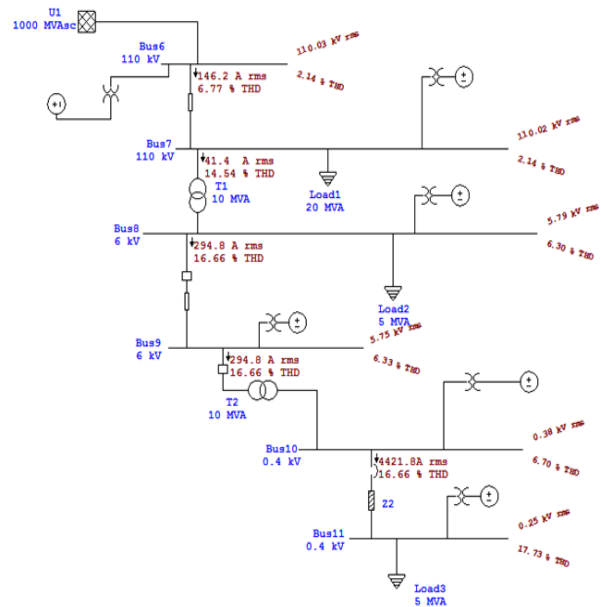 U1
1000 MVAsc
Bus6
110 kV
110.03 kV rms
2.14 % THD
146.2 A rms
6.77 % THD
Bus7
110 kV
110.02 kV rms
2.14 % THD
41.4 A rms
14.54 % THD
T1
10 MVA
Load1
20 MVA
Bus8
6 kV
5.79 kV rms
6.30 % THD
294.8 A rms
16.66 % THD
Load2
5 MVA
Bus9
6 kV
5.75 kV rms
6.33 % THD
294.8 A rms
16.66 % THD
T2
10 MVA
Bus10
0.4 kV
0.38 kV rms
6.70 % THD
4421.8A rms
16.66 % THD
Z2
Bus11
0.4 kV
0.25 kV rms
17.73 % THD
Load3
5 MVA